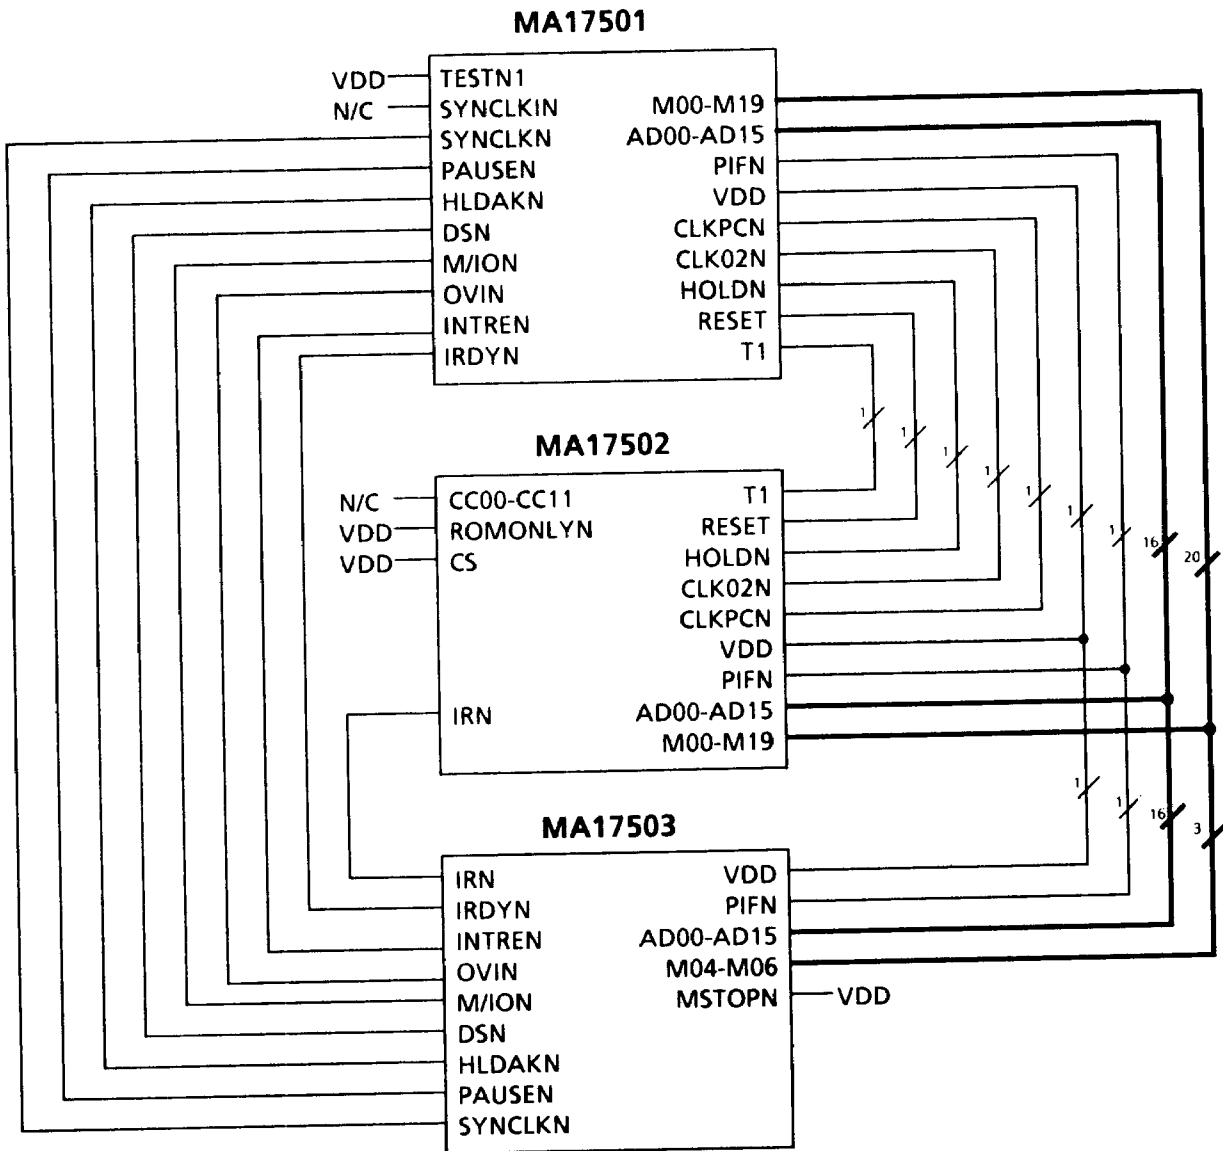 MA17501
VDD TESTN1
N/C SYNCLKIN
M00-M19
SYNCLKN
AD00-AD15
PAUSEN
PIFN
HLDAKN
VDD
DSN
CLKPCN
M/ION
CLK02N
OVIN
HOLDN
INTREN
RESET
IRDYN
T1
1
1
1
1
1
1
1
16
20
MA17502
N/C CC00-CC11
T1
VDD ROMONLYN
RESET
VDD CS
HOLDN
CLK02N
CLKPCN
VDD
PIFN
IRN
AD00-AD15
M00-M19
1
1
16
3
MA17503
IRN
VDD
IRDYN
PIFN
INTREN
AD00-AD15
OVIN
M04-M06
M/ION
MSTOPN VDD
DSN
HLDAKN
PAUSEN
SYNCLKN